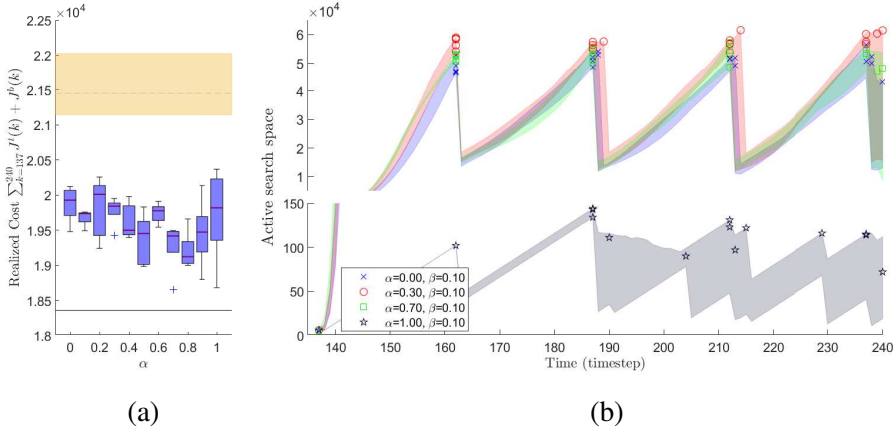 ×10⁴
2.25
2.2
2.15
2.1
2.05
2
1.95
1.9
1.85
1.8
Realized Cost ∑²⁴⁰ₖ₌₁₃₇ Jᵗ(k) + Jᵇ(k)
0 0.2 0.4 0.6 0.8 1
α
(a)
×10⁴
6
5
4
3
2
1
150
100
50
0
Active search space
α=0.00, β=0.10
α=0.30, β=0.10
α=0.70, β=0.10
α=1.00, β=0.10
140 150 160 170 180 190 200 210 220 230 240
Time (timestep)
(b)